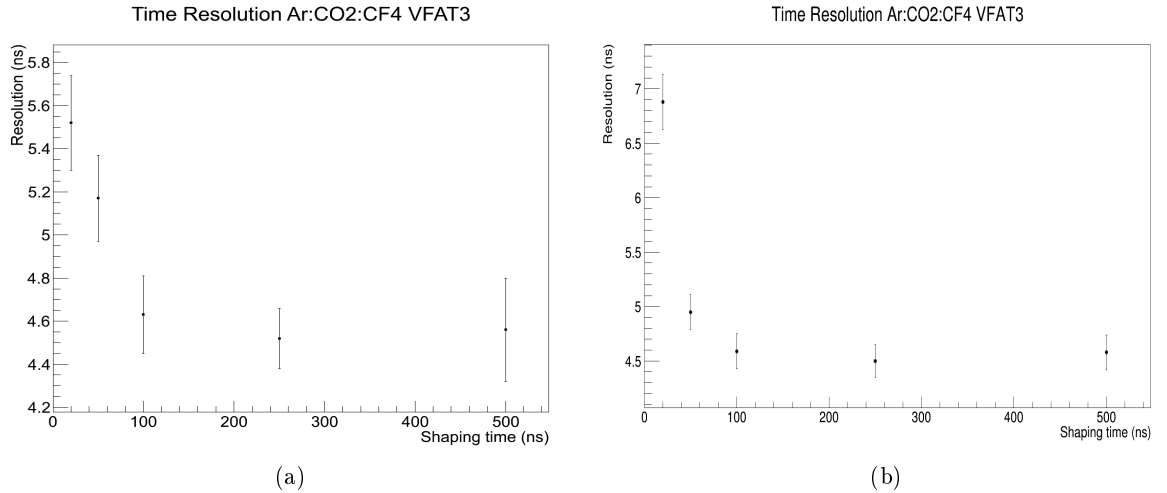 Time Resolution Ar:CO2:CF4 VFAT3
Resolution (ns)
5.8
5.6
5.4
5.2
5
4.8
4.6
4.4
4.2
0 100 200 300 400 500
Shaping time (ns)
(a)
Time Resolution Ar:CO2:CF4 VFAT3
Resolution (ns)
7
6.5
6
5.5
5
4.5
0 100 200 300 400 500
Shaping time (ns)
(b)